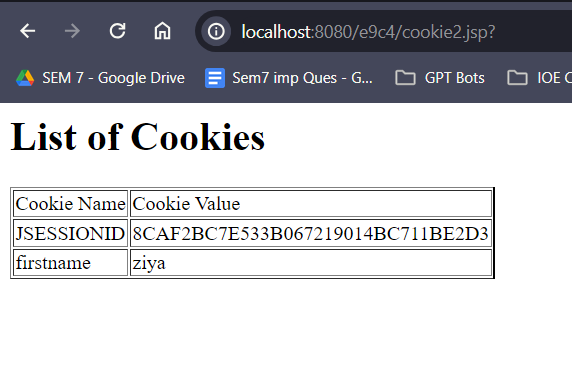 localhost:8080/e9c4/cookie2.jsp?
SEM 7 - Google Drive Sem7 imp Ques - G... GPT Bots IOE C
List of Cookies
Cookie Name Cookie Value
JSESSIONID 8CAF2BC7E533B067219014BC711BE2D3
firstname ziya